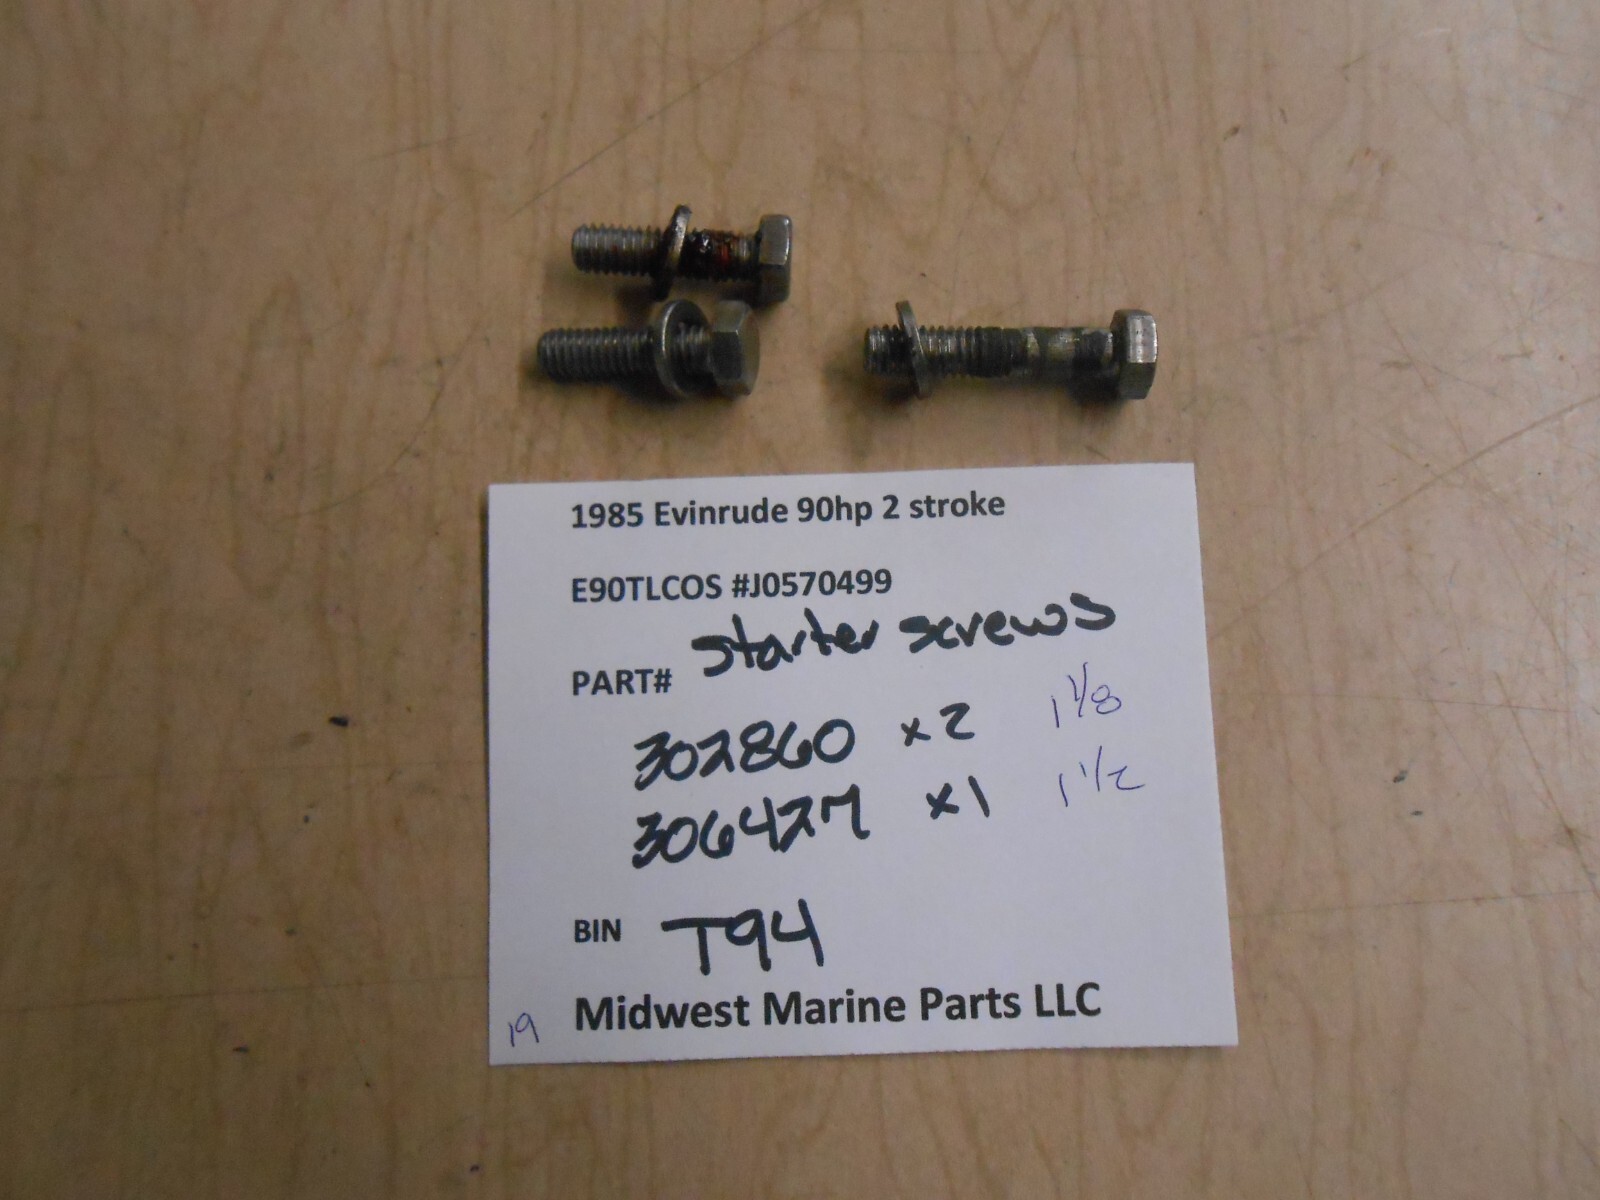 1985 Evinrude 90hp 2 stroke
E90TLCOS #J0570499
starter screws
PART#
302860 x2 1 1/8
306427 x1 1 1/2
BIN T94
Midwest Marine Parts LLC
19